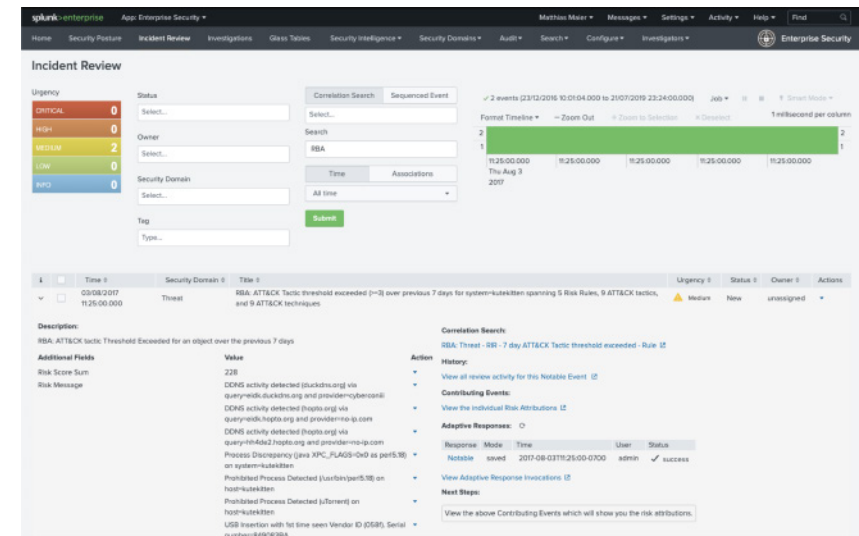 splunk>enterprise App: Enterprise Security Matthias Maier Messages Settings Activity Help Find
Home Security Posture Incident Review Investigations Glass Tables Security Intelligence Security Domains Audit Search Configure Investigators Enterprise Security
Incident Review
Urgency
CRITICAL 0
HIGH 0
MEDIUM 2
LOW 0
INFO 0
Status
Select...
Owner
Select...
Security Domain
Select...
Tag
Type...
Correlation Search Sequenced Event
Select...
Search
RBA
Time Associations
All time
Submit
✓ 2 events (23/12/2016 10:01:04.000 to 21/07/2019 23:24:00.000) Job Smart Mode
Format Timeline − Zoom Out + Zoom to Selection × Deselect 1 millisecond per column
2 2
1 1
11:25:00.000 11:25:00.000 11:25:00.000 11:25:00.000
Thu Aug 3
2017
i Time Security Domain Title Urgency Status Owner Actions
03/08/2017
11:25:00.000
Threat
RBA: ATT&CK Tactic threshold exceeded (>=3) over previous 7 days for system=kutekitten spanning 5 Risk Rules, 9 ATT&CK tactics,
and 9 ATT&CK techniques
Medium New unassigned
Description:
RBA: ATT&CK tactic Threshold Exceeded for an object over the previous 7 days
Additional Fields Value Action
Risk Score Sum 228
Risk Message DDNS activity detected (duckdns.org) via
query=eidk.duckdns.org and provider=cyberconII
DDNS activity detected (hopto.org) via
query=eidk.hopto.org and provider=no-ip.com
DDNS activity detected (hopto.org) via
query=hh4da2.hopto.org and provider=no-ip.com
Process Discrepancy (java XPC_FLAGS=0x0 as perl5.18)
on system=kutekitten
Prohibited Process Detected (/usr/bin/perl5.18) on
host=kutekitten
Prohibited Process Detected (uTorrent) on
host=kutekitten
USB Insertion with 1st time seen Vendor ID (058f), Serial
Correlation Search:
RBA: Threat - RIR - 7 day ATT&CK Tactic threshold exceeded - Rule
History:
View all review activity for this Notable Event
Contributing Events:
View the individual Risk Attributions
Adaptive Responses:
Response Mode Time User Status
Notable saved 2017-08-03T11:25:00-0700 admin ✓ success
View Adaptive Response Invocations
Next Steps:
View the above Contributing Events which will show you the risk attributions.